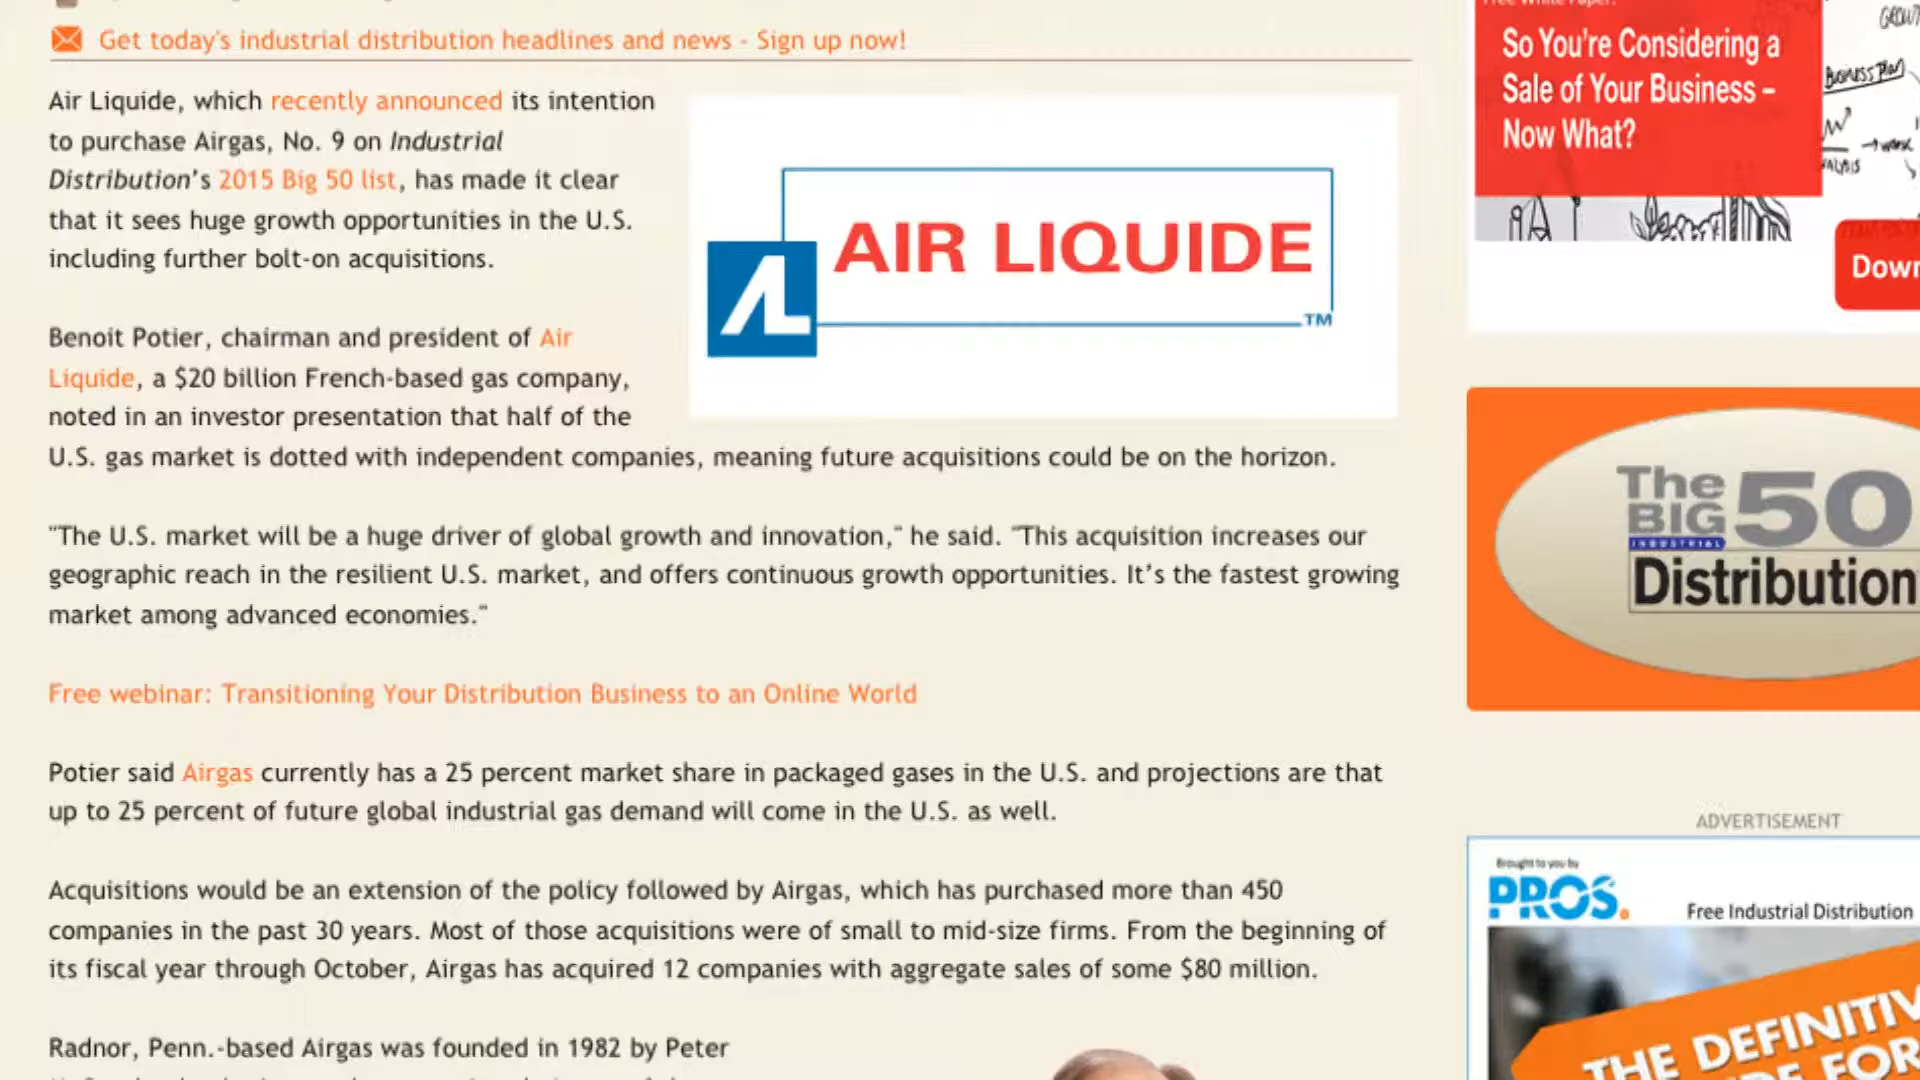 Get today's industrial distribution headlines and news - Sign up now!
Air Liquide, which recently announced its intention
to purchase Airgas, No. 9 on Industrial
Distribution's 2015 Big 50 list, has made it clear
that it sees huge growth opportunities in the U.S.
including further bolt-on acquisitions.
AIR LIQUIDE
TM
Benoit Potier, chairman and president of Air
Liquide, a $20 billion French-based gas company,
noted in an investor presentation that half of the
U.S. gas market is dotted with independent companies, meaning future acquisitions could be on the horizon.
"The U.S. market will be a huge driver of global growth and innovation," he said. "This acquisition increases our
geographic reach in the resilient U.S. market, and offers continuous growth opportunities. It's the fastest growing
market among advanced economies."
Free webinar: Transitioning Your Distribution Business to an Online World
Potier said Airgas currently has a 25 percent market share in packaged gases in the U.S. and projections are that
up to 25 percent of future global industrial gas demand will come in the U.S. as well.
Acquisitions would be an extension of the policy followed by Airgas, which has purchased more than 450
companies in the past 30 years. Most of those acquisitions were of small to mid-size firms. From the beginning of
its fiscal year through October, Airgas has acquired 12 companies with aggregate sales of some $80 million.
Radnor, Penn.-based Airgas was founded in 1982 by Peter
So You're Considering a
Sale of Your Business -
Now What?
BUSINESS PLAN
The
BIG 50
INDUSTRIAL
Distribution
ADVERTISEMENT
Brought to you by
PROS.
Free Industrial Distribution
THE